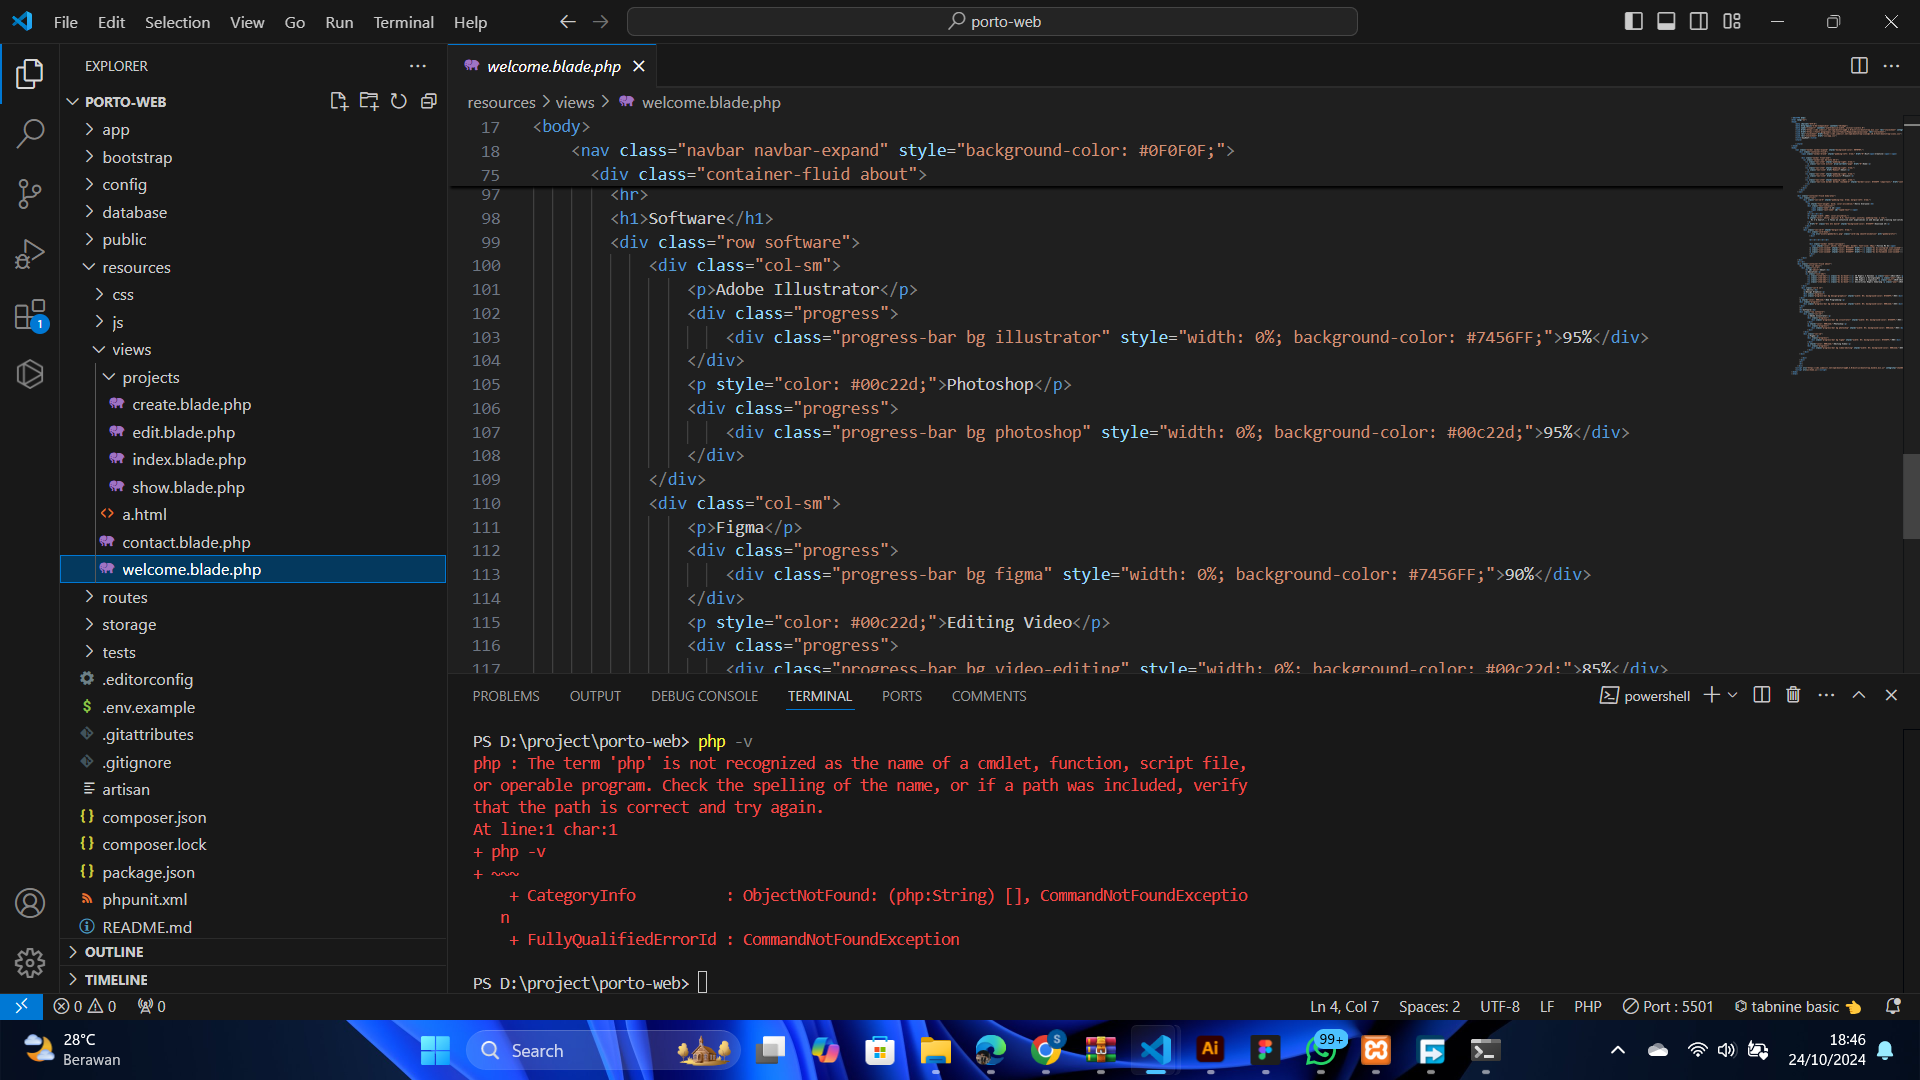 File Edit Selection View Go Run Terminal Help
porto-web
EXPLORER
PORTO-WEB
app
bootstrap
config
database
public
resources
css
js
views
projects
create.blade.php
edit.blade.php
index.blade.php
show.blade.php
a.html
contact.blade.php
welcome.blade.php
routes
storage
tests
.editorconfig
.env.example
.gitattributes
.gitignore
artisan
composer.json
composer.lock
package.json
phpunit.xml
README.md
OUTLINE
TIMELINE
1
welcome.blade.php
resources > views > welcome.blade.php
17 <body>
18 <nav class="navbar navbar-expand" style="background-color: #0F0F0F;">
75 <div class="container-fluid about">
97 <hr>
98 <h1>Software</h1>
99 <div class="row software">
100 <div class="col-sm">
101 <p>Adobe Illustrator</p>
102 <div class="progress">
103 <div class="progress-bar bg illustrator" style="width: 0%; background-color: #7456FF;">95%</div>
104 </div>
105 <p style="color: #00c22d;">Photoshop</p>
106 <div class="progress">
107 <div class="progress-bar bg photoshop" style="width: 0%; background-color: #00c22d;">95%</div>
108 </div>
109 </div>
110 <div class="col-sm">
111 <p>Figma</p>
112 <div class="progress">
113 <div class="progress-bar bg figma" style="width: 0%; background-color: #7456FF;">90%</div>
114 </div>
115 <p style="color: #00c22d;">Editing Video</p>
116 <div class="progress">
117 <div class="progress-bar bg video-editing" style="width: 0%; background-color: #00c22d;">85%</div>
PROBLEMS OUTPUT DEBUG CONSOLE TERMINAL PORTS COMMENTS
powershell
PS D:\project\porto-web> php -v
php : The term 'php' is not recognized as the name of a cmdlet, function, script file,
or operable program. Check the spelling of the name, or if a path was included, verify
that the path is correct and try again.
At line:1 char:1
+ php -v
+ ~~~
+ CategoryInfo : ObjectNotFound: (php:String) [], CommandNotFoundExceptio
n
+ FullyQualifiedErrorId : CommandNotFoundException
PS D:\project\porto-web>
0 0 0
Ln 4, Col 7 Spaces: 2 UTF-8 LF PHP Port : 5501 tabnine basic
28°C
Berawan
Search
S
Ai
99+
18:46
24/10/2024